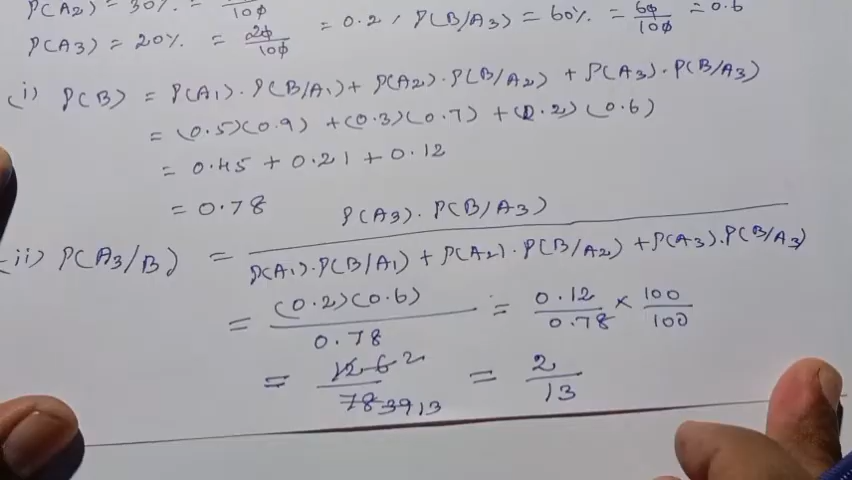 P(A2) = 30% = 100
P(A3) = 20% = 20/100 = 0.2, P(B/A3) = 60% = 60/100 = 0.6
(i) P(B) = P(A1).P(B/A1) + P(A2).P(B/A2) + P(A3).P(B/A3)
= (0.5)(0.9) + (0.3)(0.7) + (0.2)(0.6)
= 0.45 + 0.21 + 0.12
= 0.78
(ii) P(A3/B) = P(A3).P(B/A3) / P(A1).P(B/A1) + P(A2).P(B/A2) + P(A3).P(B/A3)
= (0.2)(0.6) / 0.78 = 0.12/0.78 × 100/100
= 12 6 2 / 78 39 13 = 2/13